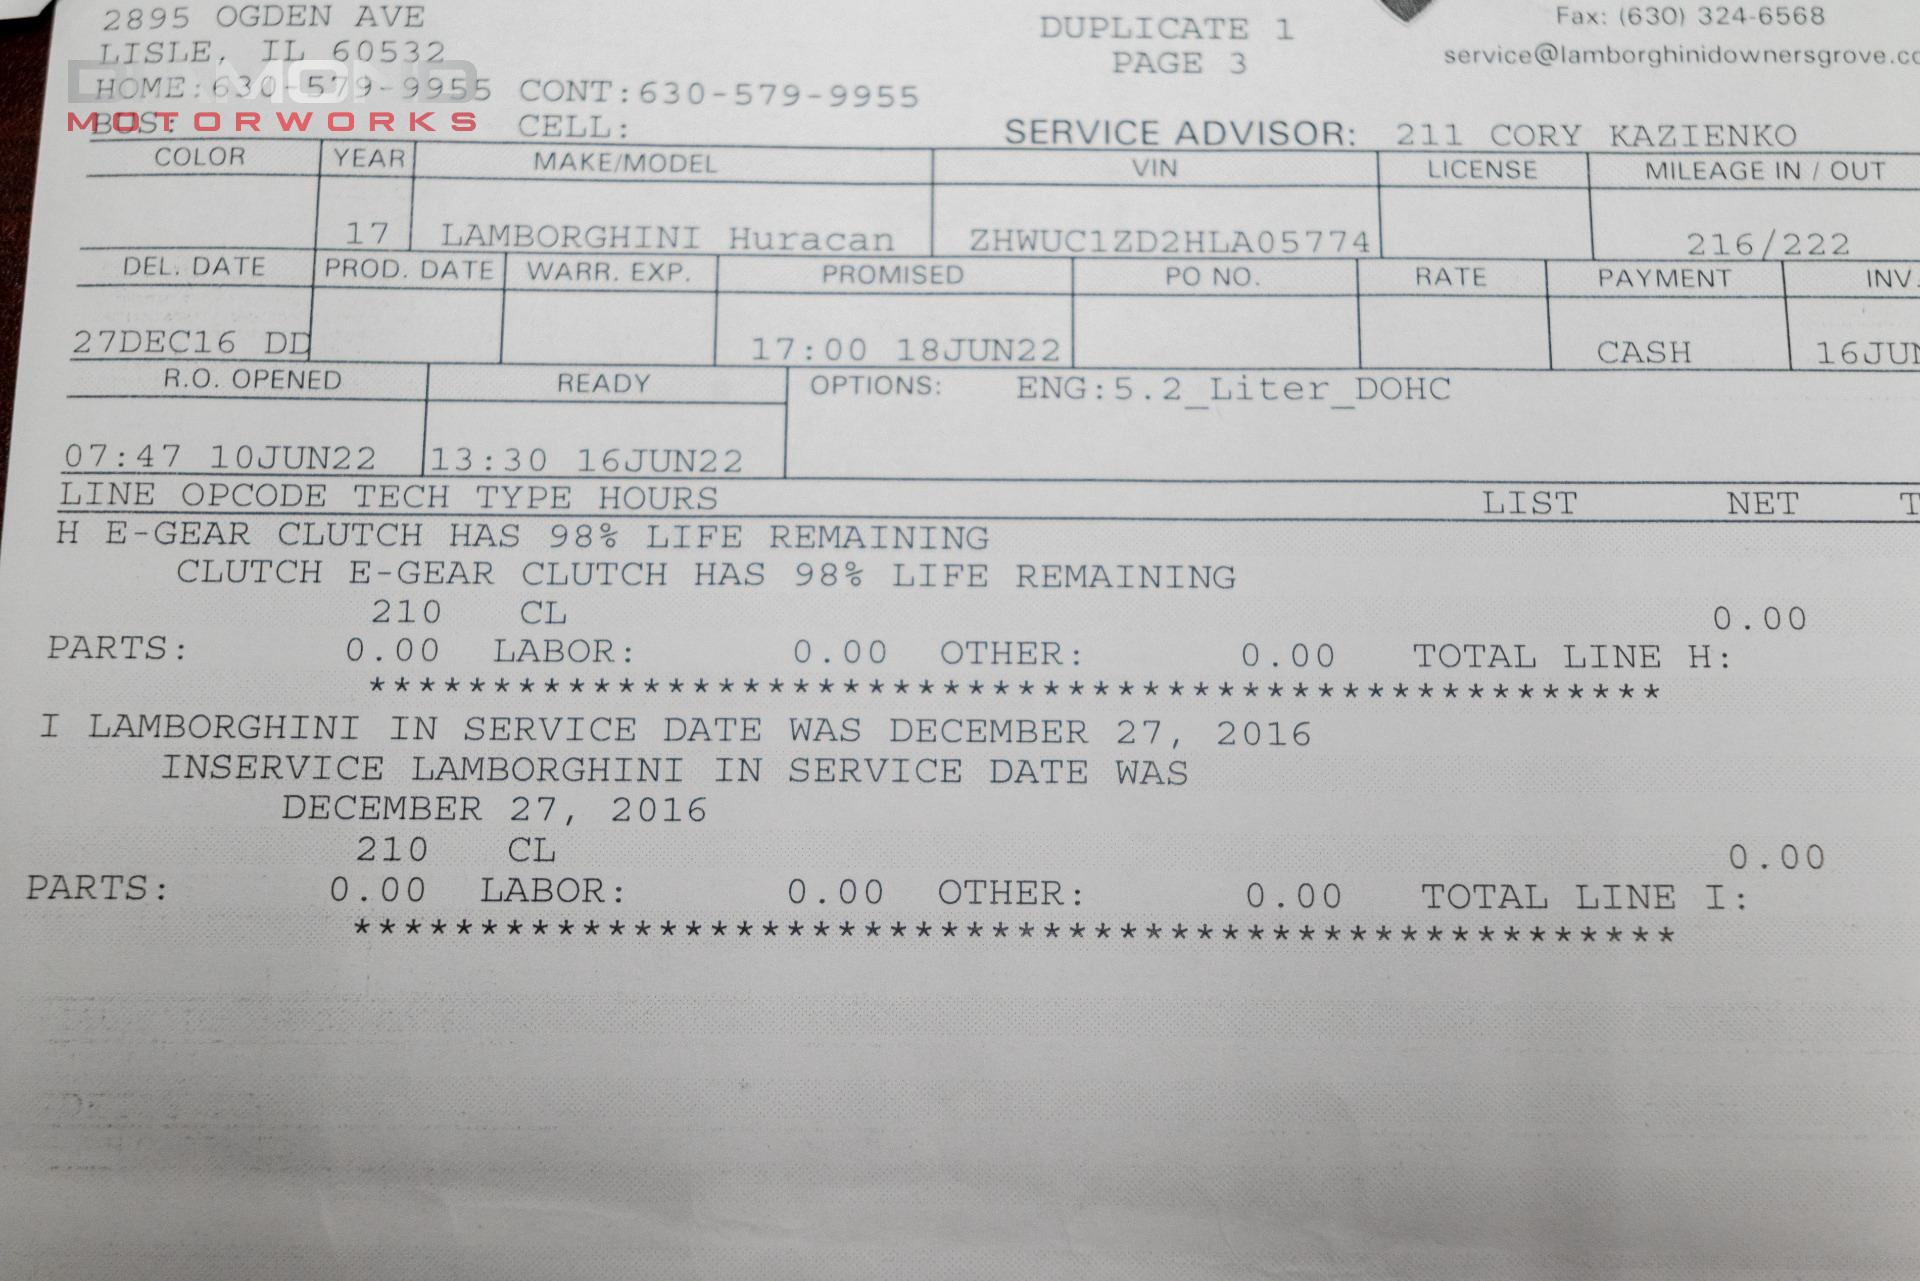 2895 OGDEN AVE
LISLE, IL 60532
HOME:630-579-9955 CONT:630-579-9955
BUS: CELL:
DIAMOND
MOTORWORKS
DUPLICATE 1
PAGE 3
Fax: (630) 324-6568
service@lamborghinidownersgrove.co
SERVICE ADVISOR: 211 CORY KAZIENKO
COLOR YEAR MAKE/MODEL VIN LICENSE MILEAGE IN / OUT
17 LAMBORGHINI Huracan ZHWUC1ZD2HLA05774 216/222
DEL. DATE PROD. DATE WARR. EXP. PROMISED PO NO. RATE PAYMENT INV.
27DEC16 DD 17:00 18JUN22 CASH 16JUN
R.O. OPENED READY OPTIONS: ENG:5.2_Liter_DOHC
07:47 10JUN22 13:30 16JUN22
LINE OPCODE TECH TYPE HOURS LIST NET T
H E-GEAR CLUTCH HAS 98% LIFE REMAINING
CLUTCH E-GEAR CLUTCH HAS 98% LIFE REMAINING
210 CL 0.00
PARTS: 0.00 LABOR: 0.00 OTHER: 0.00 TOTAL LINE H:
****************************************************
I LAMBORGHINI IN SERVICE DATE WAS DECEMBER 27, 2016
INSERVICE LAMBORGHINI IN SERVICE DATE WAS
DECEMBER 27, 2016
210 CL 0.00
PARTS: 0.00 LABOR: 0.00 OTHER: 0.00 TOTAL LINE I:
****************************************************